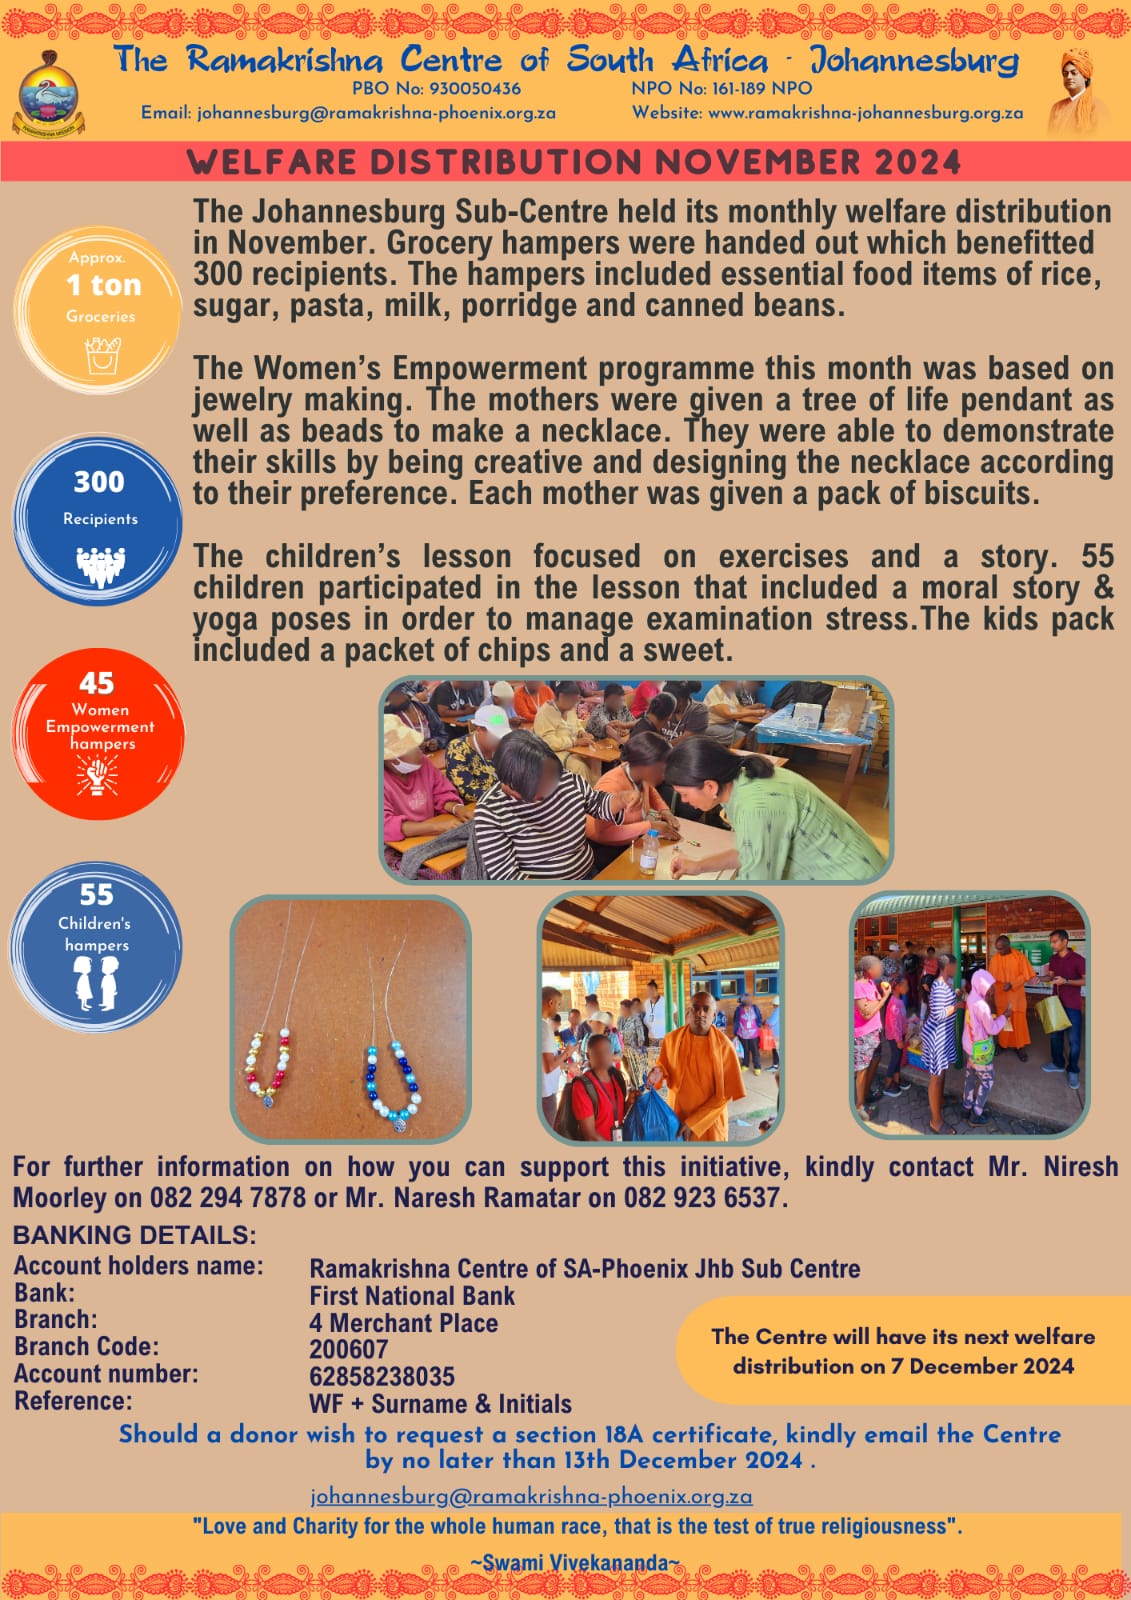 The Ramakrishna Centre of South Africa - Johannesburg
PBO No: 930050436 NPO No: 161-189 NPO
Email: johannesburg@ramakrishna-phoenix.org.za Website: www.ramakrishna-johannesburg.org.za
WELFARE DISTRIBUTION NOVEMBER 2024
The Johannesburg Sub-Centre held its monthly welfare distribution
in November. Grocery hampers were handed out which benefitted
300 recipients. The hampers included essential food items of rice,
sugar, pasta, milk, porridge and canned beans.
The Women's Empowerment programme this month was based on
jewelry making. The mothers were given a tree of life pendant as
well as beads to make a necklace. They were able to demonstrate
their skills by being creative and designing the necklace according
to their preference. Each mother was given a pack of biscuits.
The children's lesson focused on exercises and a story. 55
children participated in the lesson that included a moral story &
yoga poses in order to manage examination stress.The kids pack
included a packet of chips and a sweet.
Approx.
1 ton
Groceries
300
Recipients
45
Women
Empowerment
hampers
55
Children's
hampers
For further information on how you can support this initiative, kindly contact Mr. Niresh
Moorley on 082 294 7878 or Mr. Naresh Ramatar on 082 923 6537.
BANKING DETAILS:
Account holders name: Ramakrishna Centre of SA-Phoenix Jhb Sub Centre
Bank: First National Bank
Branch: 4 Merchant Place
Branch Code: 200607
Account number: 62858238035
Reference: WF + Surname & Initials
The Centre will have its next welfare
distribution on 7 December 2024
Should a donor wish to request a section 18A certificate, kindly email the Centre
by no later than 13th December 2024 .
johannesburg@ramakrishna-phoenix.org.za
"Love and Charity for the whole human race, that is the test of true religiousness".
~Swami Vivekananda~